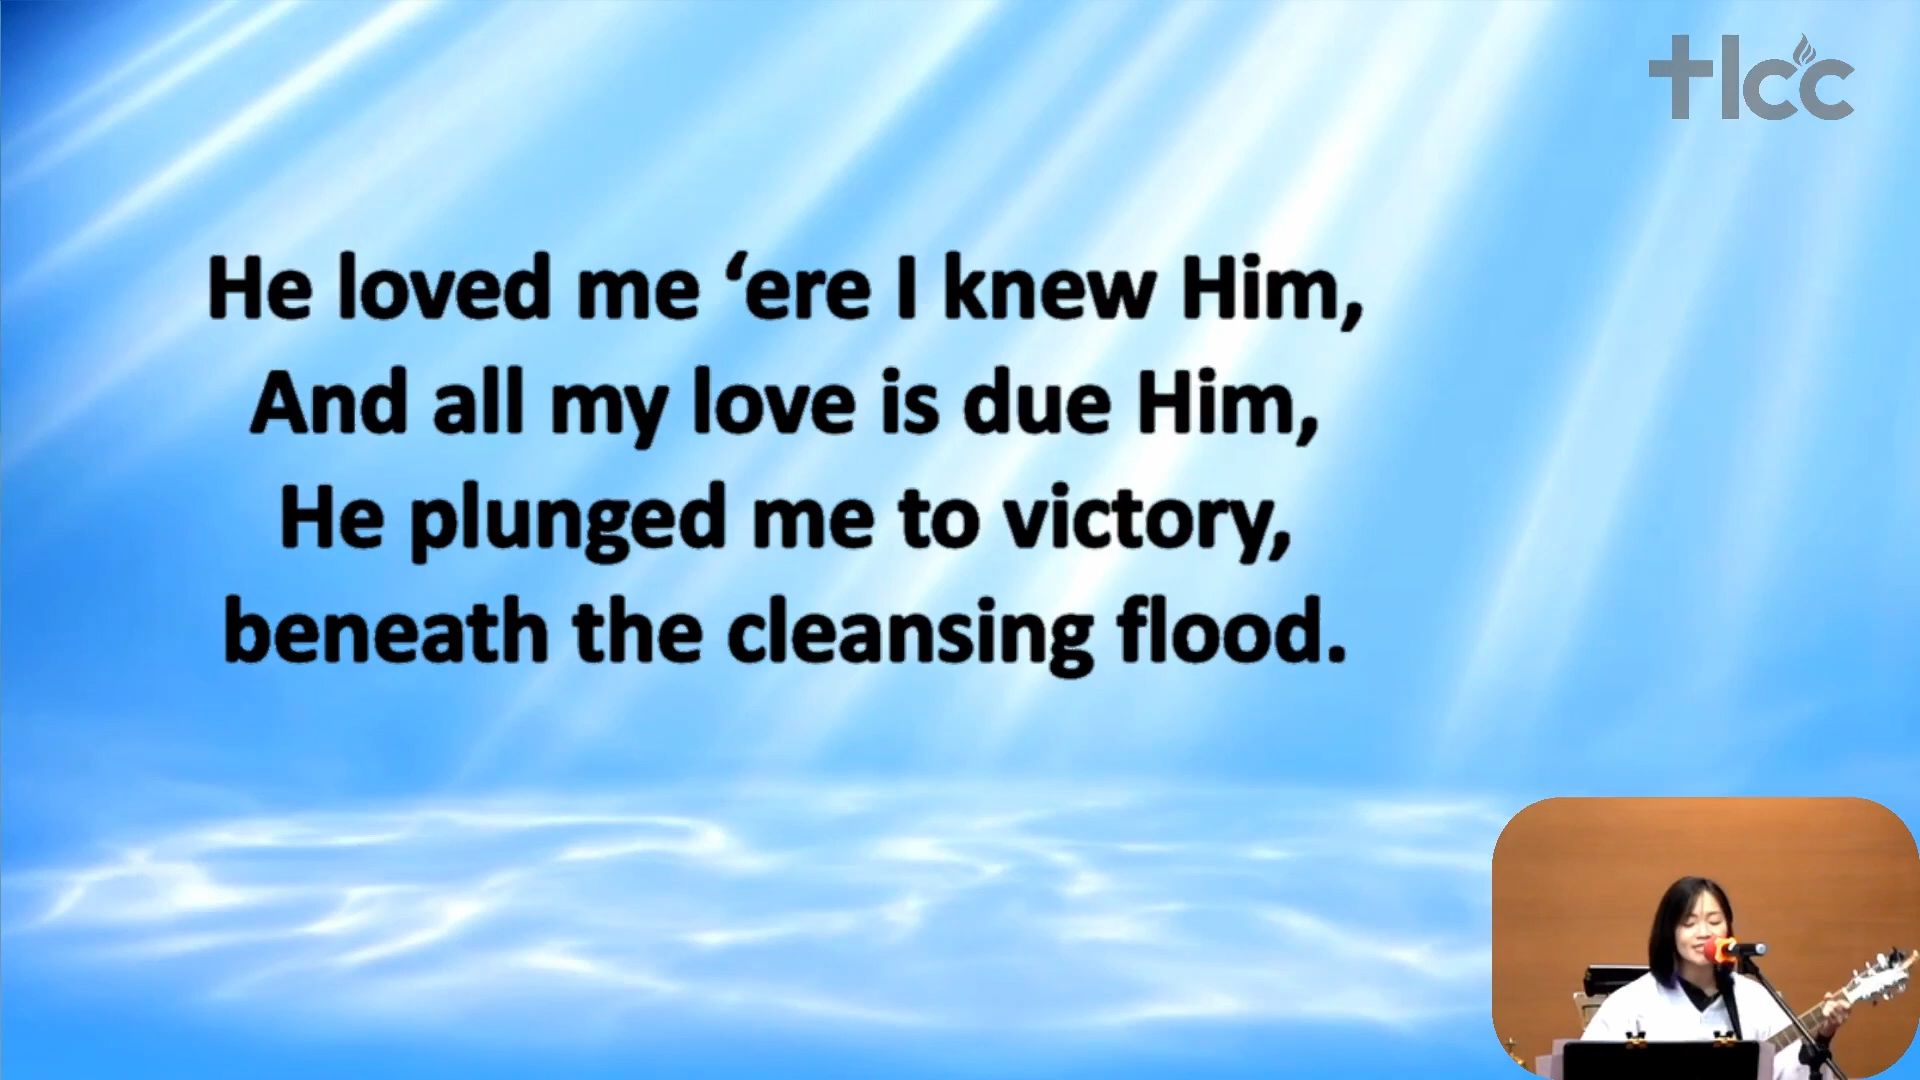 tlcc
He loved me ‘ere I knew Him,
And all my love is due Him,
He plunged me to victory,
beneath the cleansing flood.